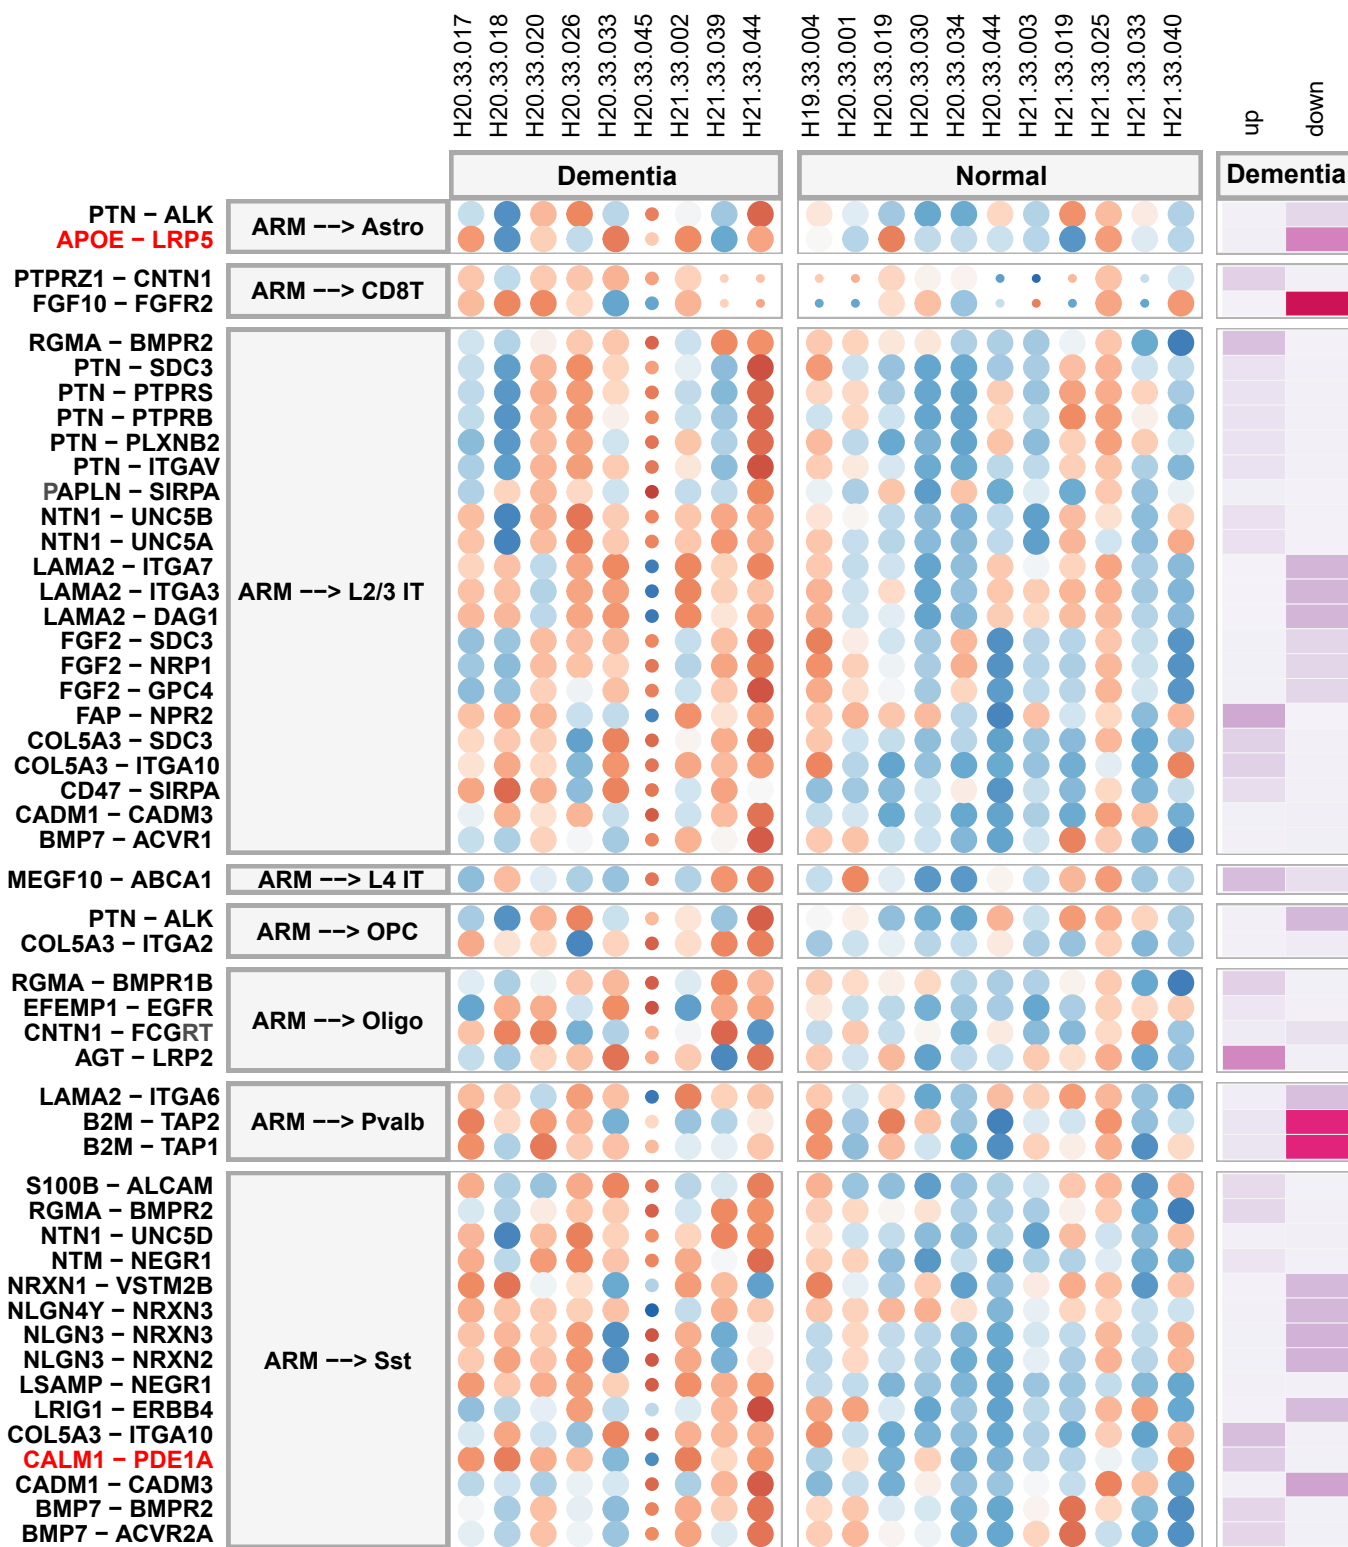 H20.33.017
H20.33.018
H20.33.020
H20.33.026
H20.33.033
H20.33.045
H21.33.002
H21.33.039
H21.33.044
H19.33.004
H20.33.001
H20.33.019
H20.33.030
H20.33.034
H20.33.044
H21.33.003
H21.33.019
H21.33.025
H21.33.033
H21.33.040
up
down
Dementia
Normal
Dementia
PTN − ALK
APOE − LRP5
ARM −−> Astro
PTPRZ1 − CNTN1
FGF10 − FGFR2
ARM −−> CD8T
RGMA − BMPR2
PTN − SDC3
PTN − PTPRS
PTN − PTPRB
PTN − PLXNB2
PTN − ITGAV
PAPLN − SIRPA
NTN1 − UNC5B
NTN1 − UNC5A
LAMA2 − ITGA7
LAMA2 − ITGA3
LAMA2 − DAG1
FGF2 − SDC3
FGF2 − NRP1
FGF2 − GPC4
FAP − NPR2
COL5A3 − SDC3
COL5A3 − ITGA10
CD47 − SIRPA
CADM1 − CADM3
BMP7 − ACVR1
ARM −−> L2/3 IT
MEGF10 − ABCA1
ARM −−> L4 IT
PTN − ALK
COL5A3 − ITGA2
ARM −−> OPC
RGMA − BMPR1B
EFEMP1 − EGFR
CNTN1 − FCGRT
AGT − LRP2
ARM −−> Oligo
LAMA2 − ITGA6
B2M − TAP2
B2M − TAP1
ARM −−> Pvalb
S100B − ALCAM
RGMA − BMPR2
NTN1 − UNC5D
NTM − NEGR1
NRXN1 − VSTM2B
NLGN4Y − NRXN3
NLGN3 − NRXN3
NLGN3 − NRXN2
LSAMP − NEGR1
LRIG1 − ERBB4
COL5A3 − ITGA10
CALM1 − PDE1A
CADM1 − CADM3
BMP7 − BMPR2
BMP7 − ACVR2A
ARM −−> Sst